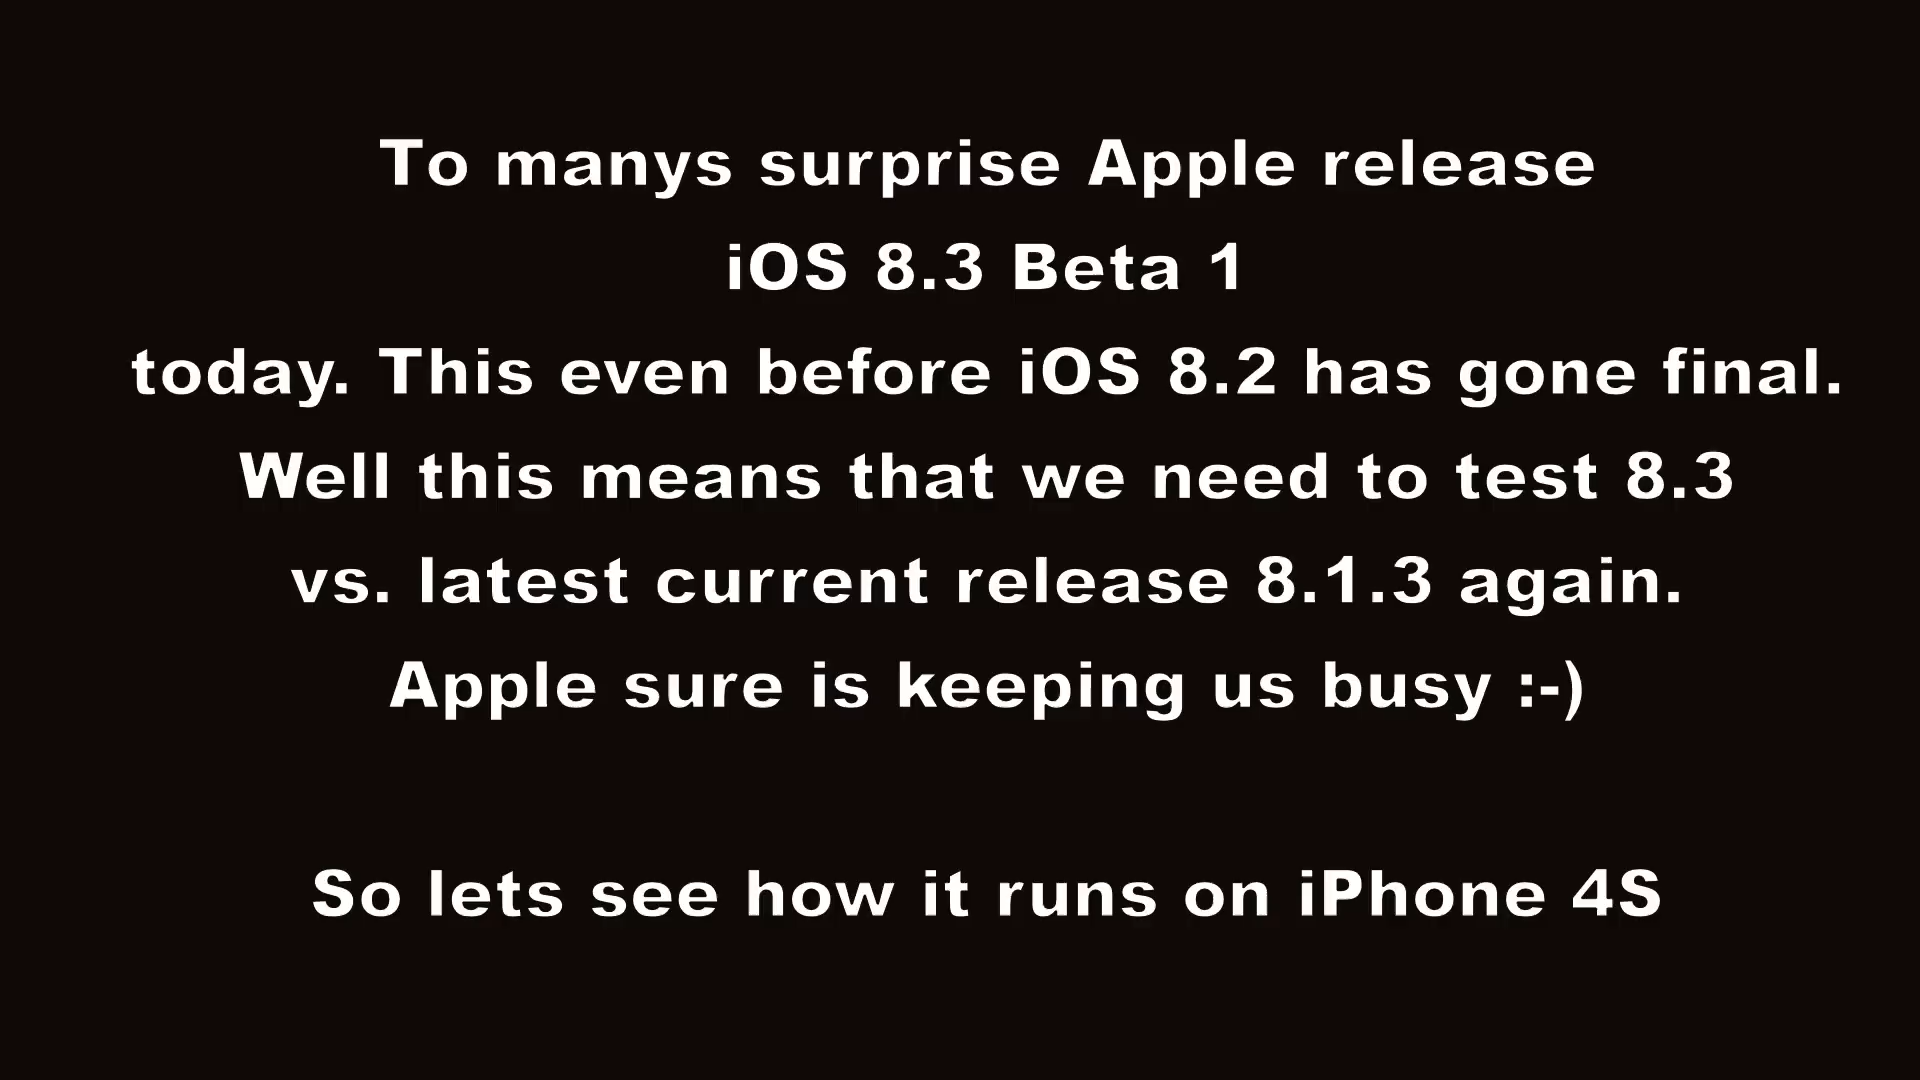 To manys surprise Apple release
iOS 8.3 Beta 1
today. This even before iOS 8.2 has gone final.
Well this means that we need to test 8.3
vs. latest current release 8.1.3 again.
Apple sure is keeping us busy :-)
So lets see how it runs on iPhone 4S